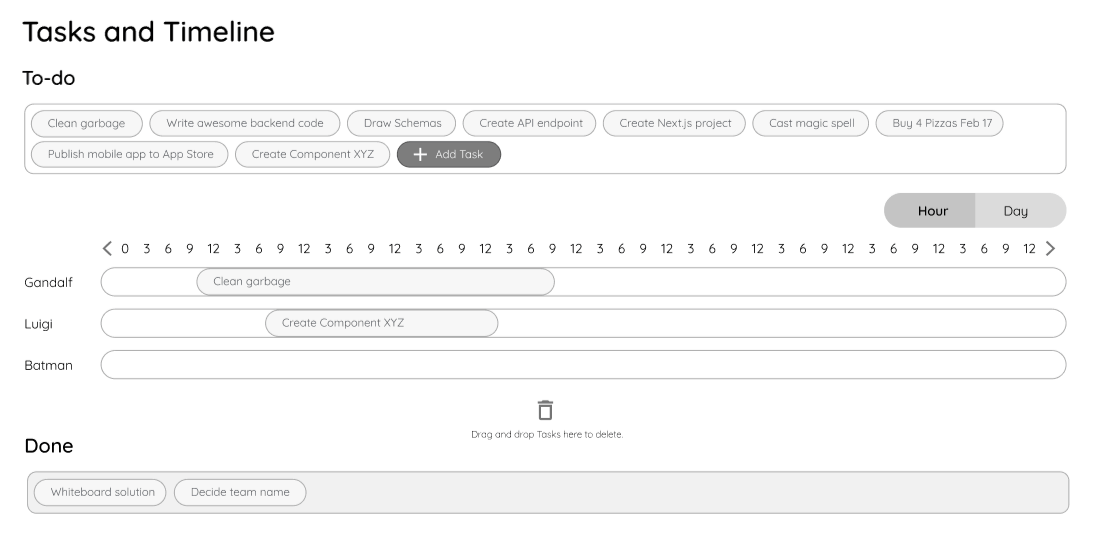 Tasks and Timeline
To-do
Clean garbage Write awesome backend code Draw Schemas Create API endpoint Create Next.js project Cast magic spell Buy 4 Pizzas Feb 17
Publish mobile app to App Store Create Component XYZ + Add Task
Hour Day
< 0 3 6 9 12 3 6 9 12 3 6 9 12 3 6 9 12 3 6 9 12 3 6 9 12 3 6 9 12 3 6 9 12 3 6 9 12 3 6 9 12 >
Gandalf Clean garbage
Luigi Create Component XYZ
Batman
Drag and drop Tasks here to delete.
Done
Whiteboard solution Decide team name